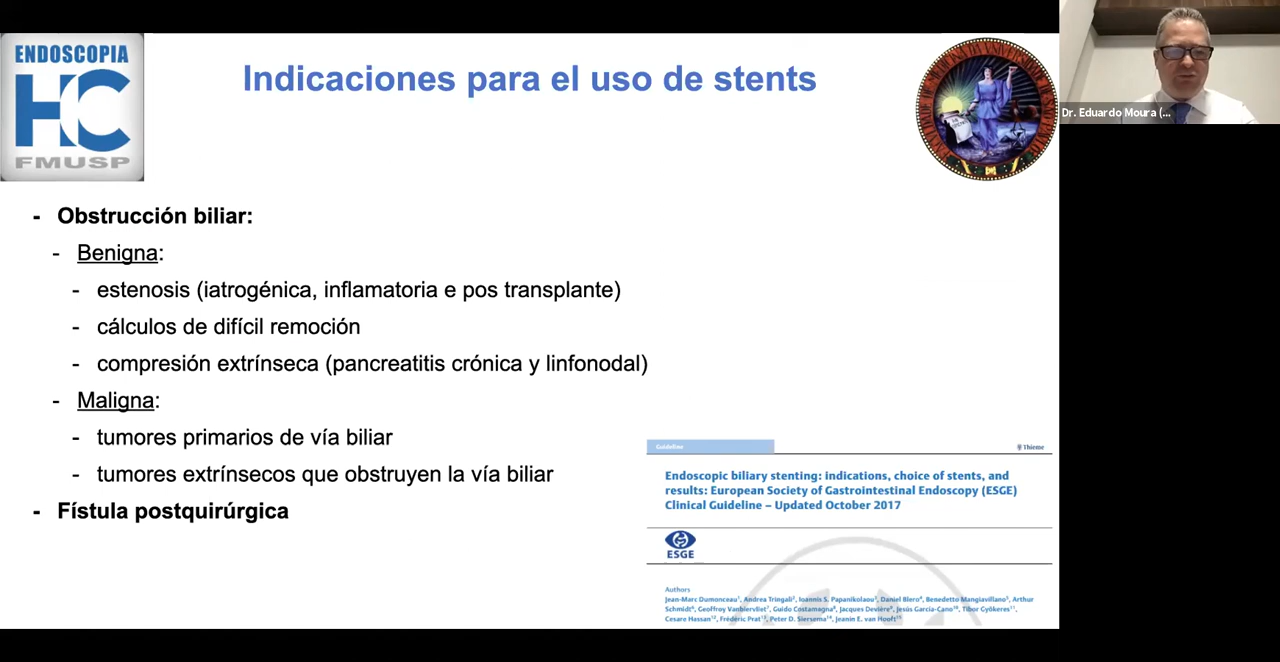 ENDOSCOPIA
HC
FMUSP
Indicaciones para el uso de stents
Dr. Eduardo Moura (...
- Obstrucción biliar:
- Benigna:
- estenosis (iatrogénica, inflamatoria e pos transplante)
- cálculos de difícil remoción
- compresión extrínseca (pancreatitis crónica y linfonodal)
- Maligna:
- tumores primarios de vía biliar
- tumores extrínsecos que obstruyen la vía biliar
- Fístula postquirúrgica
Guideline
Thieme
Endoscopic biliary stenting: indications, choice of stents, and
results: European Society of Gastrointestinal Endoscopy (ESGE)
Clinical Guideline – Updated October 2017
ESGE
Authors
Jean-Marc Dumonceau1, Andrea Tringali2, Ioannis S. Papanikolaou3, Daniel Blero4, Benedetto Mangiavillano5, Arthur
Schmidt6, Geoffroy Vanbiervliet7, Guido Costamagna8, Jacques Devière9, Jesús García-Cano10, Tibor Gyökeres11,
Cesare Hassan12, Frédéric Prat13, Peter D. Siersema14, Jeanin E. van Hooft15